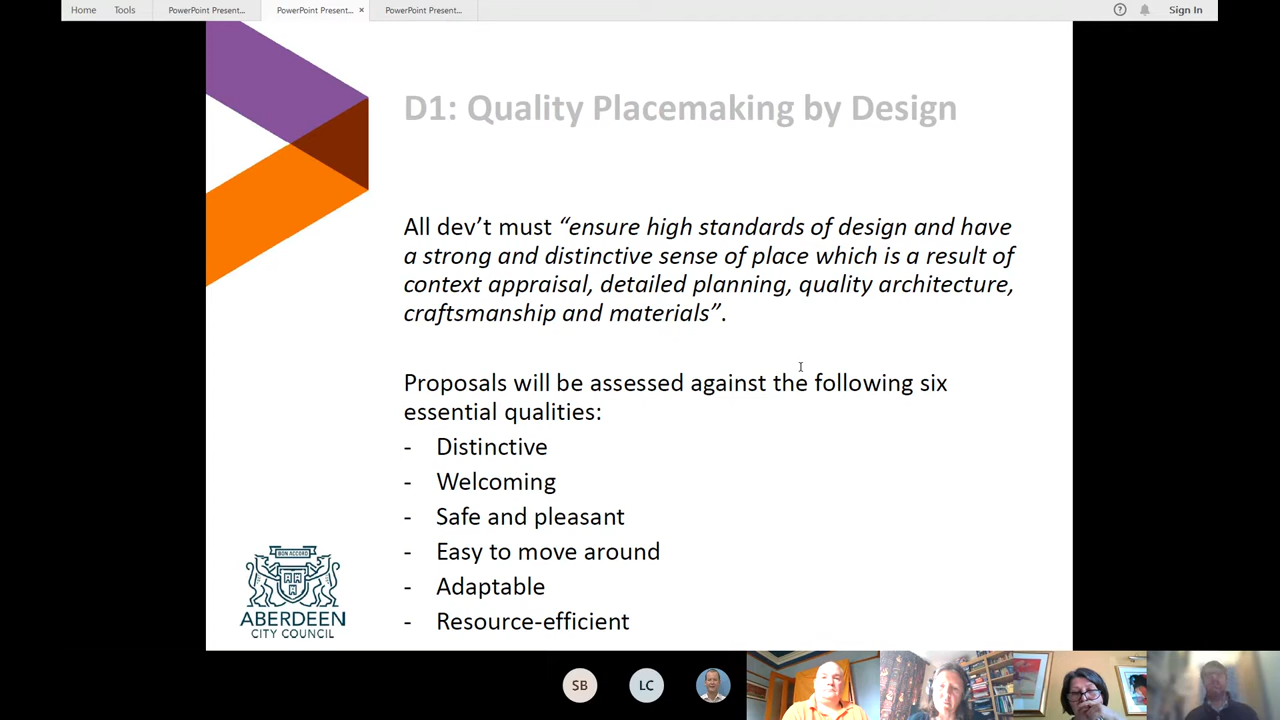 Home Tools PowerPoint Present... PowerPoint Present... × PowerPoint Present... Sign In
D1: Quality Placemaking by Design
All dev’t must “ensure high standards of design and have
a strong and distinctive sense of place which is a result of
context appraisal, detailed planning, quality architecture,
craftsmanship and materials”.
Proposals will be assessed against the following six
essential qualities:
- Distinctive
- Welcoming
- Safe and pleasant
- Easy to move around
- Adaptable
- Resource-efficient
BON ACCORD
ABERDEEN
CITY COUNCIL
SB LC